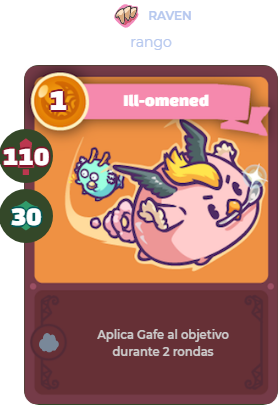 RAVEN
rango
1
Ill-omened
110
30
Aplica Gafe al objetivo
durante 2 rondas